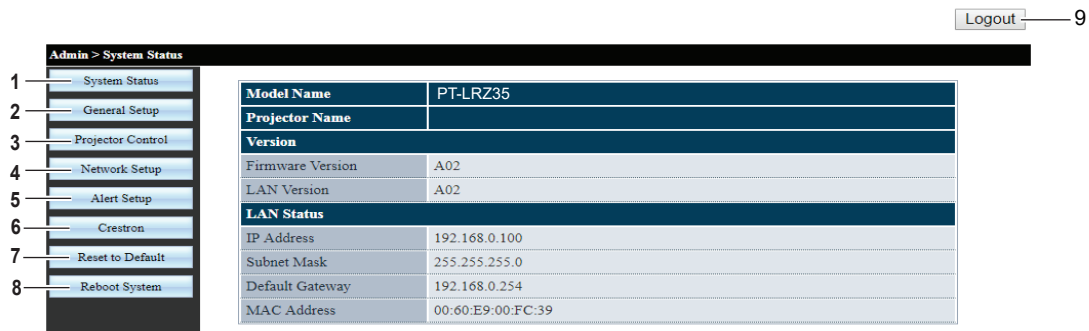 Logout 9
Admin > System Status
1 System Status
2 General Setup
3 Projector Control
4 Network Setup
5 Alert Setup
6 Crestron
7 Reset to Default
8 Reboot System
Model Name PT-LRZ35
Projector Name
Version
Firmware Version A02
LAN Version A02
LAN Status
IP Address 192.168.0.100
Subnet Mask 255.255.255.0
Default Gateway 192.168.0.254
MAC Address 00:60:E9:00:FC:39